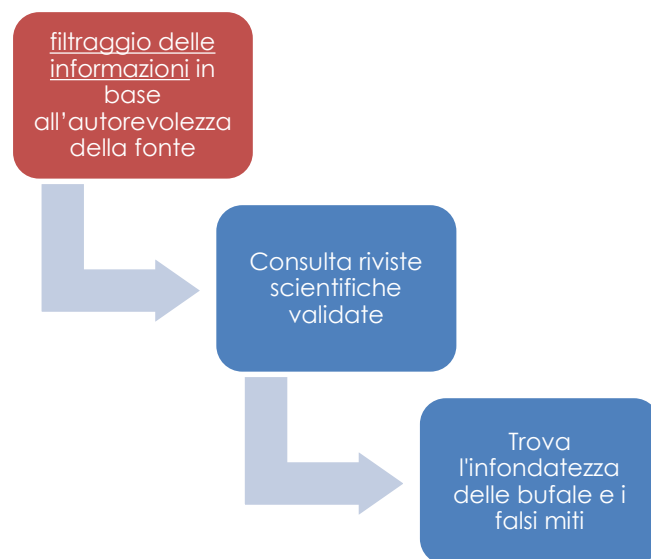 filtraggio delle
informazioni in
base
all’autorevolezza
della fonte
Consulta riviste
scientifiche
validate
Trova
l'infondatezza
delle bufale e i
falsi miti